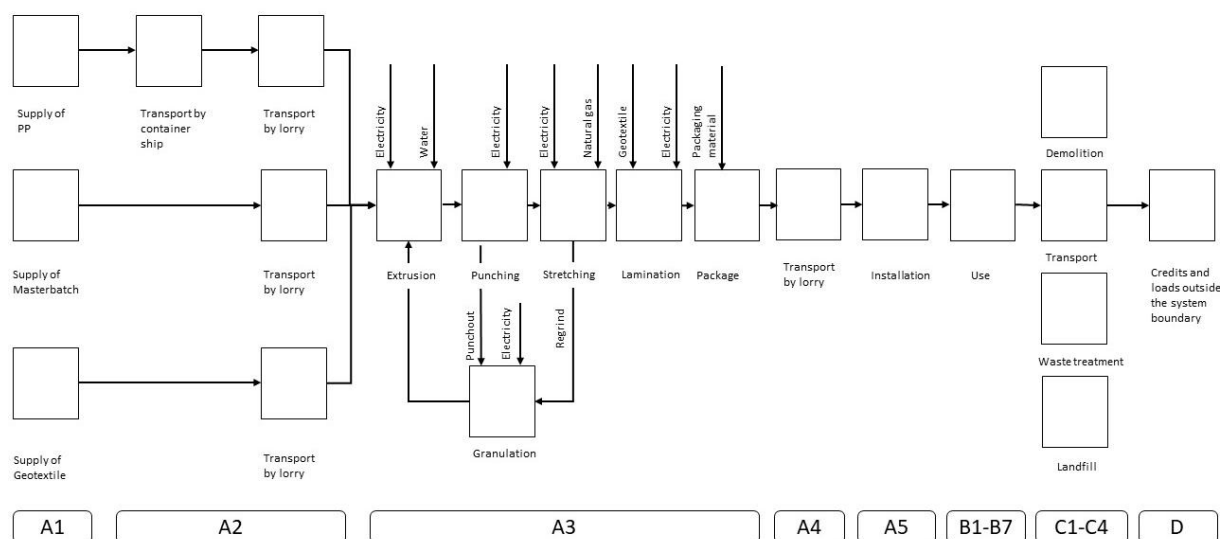 Supply of
PP
Transport by
container
ship
Transport
by lorry
Electricity
Water
Electricity
Electricity
Natural gas
Geotextile
Electricity
Packaging
material
Demolition
Supply of
Masterbatch
Transport
by lorry
Extrusion
Punching
Stretching
Lamination
Package
Transport
by lorry
Installation
Use
Transport
Credits and
loads outside
the system
boundary
Punchout
Electricity
Regrind
Waste treatment
Supply of
Geotextile
Transport
by lorry
Granulation
Landfill
A1
A2
A3
A4
A5
B1-B7
C1-C4
D